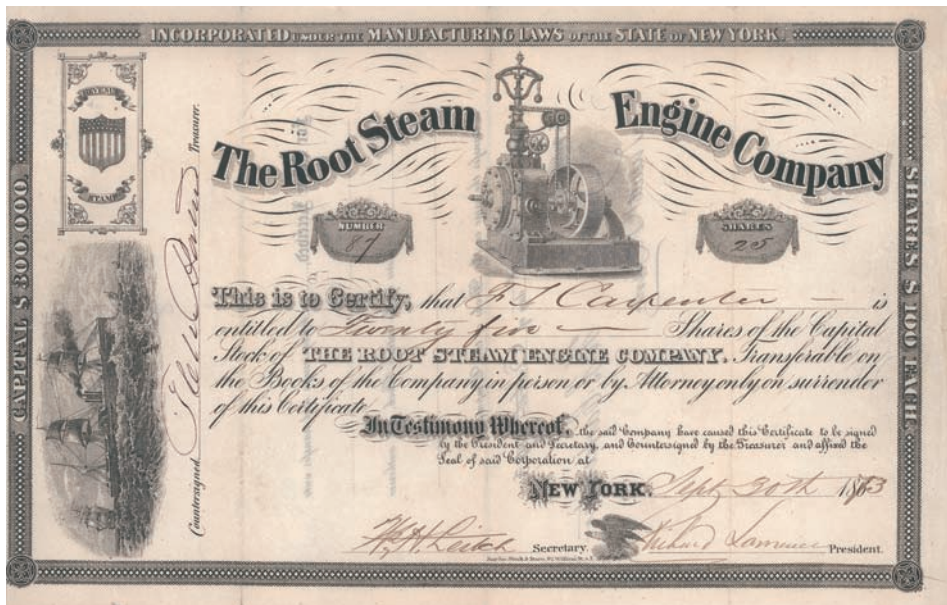 INCORPORATED UNDER THE MANUFACTURING LAWS OF THE STATE OF NEW YORK.
CAPITAL $300,000.
SHARES $100 EACH.
REVENUE
STAMP
Countersigned
Treasurer.
The Root Steam Engine Company
NUMBER
87
SHARES
25
This is to Certify, that F Carpenter is
entitled to Twenty five Shares of the Capital
Stock of THE ROOT STEAM ENGINE COMPANY. Transferable on
the Books of the Company in person or by Attorney only on surrender
of this Certificate
In Testimony Whereof, the said Company have caused this Certificate to be signed
by the President and Secretary, and Countersigned by the Treasurer and affixed the
Seal of said Corporation at
NEW YORK. Sept 30th 18
Secretary. Richard Lawrence President.